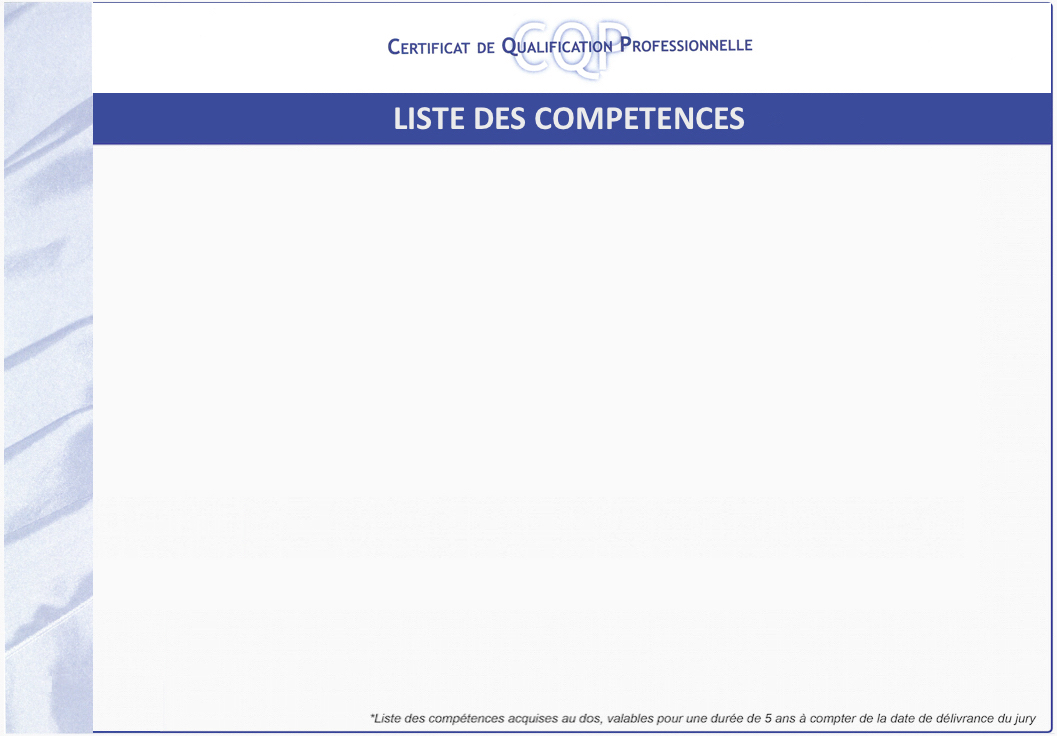 CQP
CERTIFICAT DE QUALIFICATION PROFESSIONNELLE
LISTE DES COMPETENCES
*Liste des compétences acquises au dos, valables pour une durée de 5 ans à compter de la date de délivrance du jury